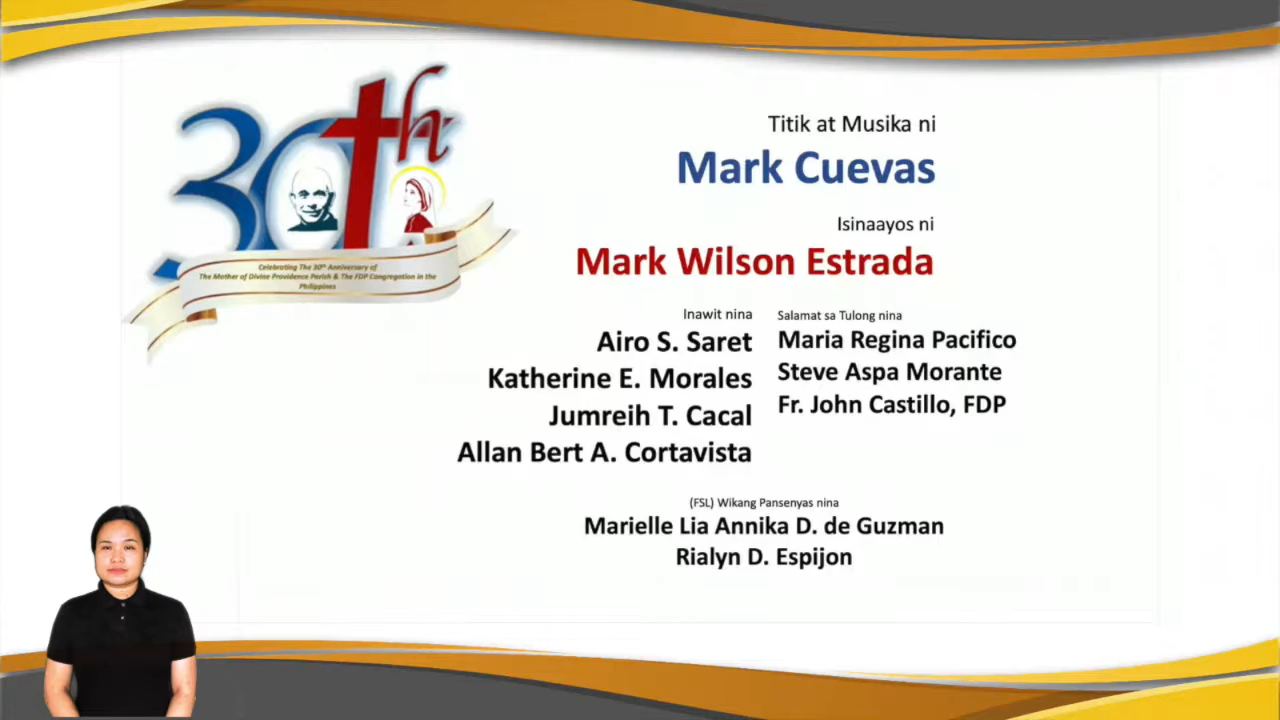 30th
Celebrating The 30th Anniversary of
The Mother of Divine Providence Parish & The FDP Congregation in the
Philippines
Titik at Musika ni
Mark Cuevas
Isinaayos ni
Mark Wilson Estrada
Inawit nina
Airo S. Saret
Katherine E. Morales
Jumreih T. Cacal
Allan Bert A. Cortavista
Salamat sa Tulong nina
Maria Regina Pacifico
Steve Aspa Morante
Fr. John Castillo, FDP
(FSL) Wikang Pansenyas nina
Marielle Lia Annika D. de Guzman
Rialyn D. Espijon